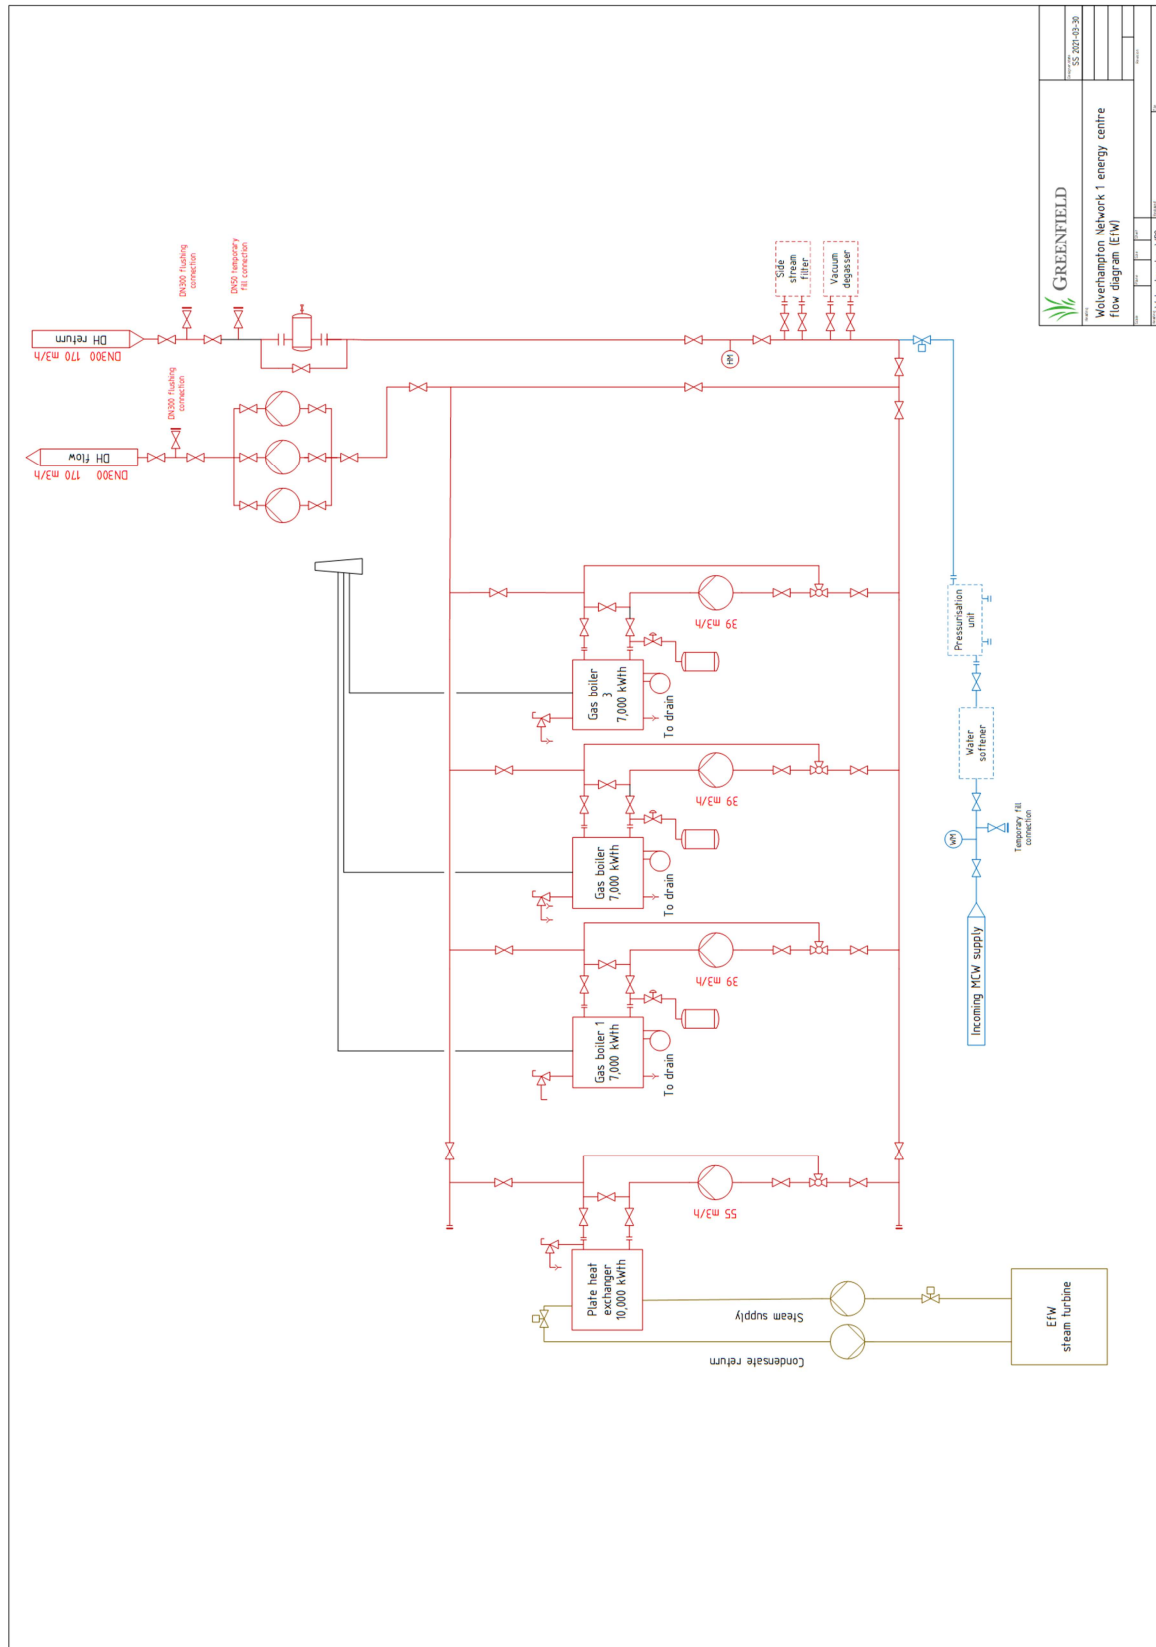 DH return
DN300 170 m3/h
DN300 flushing
connection
DN50 temporary
fill connection
DH flow
DN300 170 m3/h
DN300 flushing
connection
Side
stream
filter
Vacuum
degasser
HM
Gas boiler
3
7,000 kWth
To drain
39 m3/h
Gas boiler
7,000 kWth
To drain
39 m3/h
Gas boiler 1
7,000 kWth
To drain
39 m3/h
Plate heat
exchanger
10,000 kWth
55 m3/h
Steam supply
Condensate return
EfW
steam turbine
Pressurisation
unit
Water
softener
WM
Temporary fill
connection
Incoming MCW supply
GREENFIELD
SS 2021-03-30
Wolverhampton Network 1 energy centre
flow diagram (EfW)